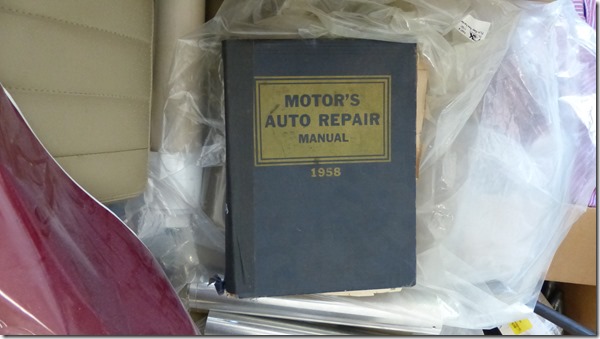 MOTOR'S
AUTO REPAIR
MANUAL
1958